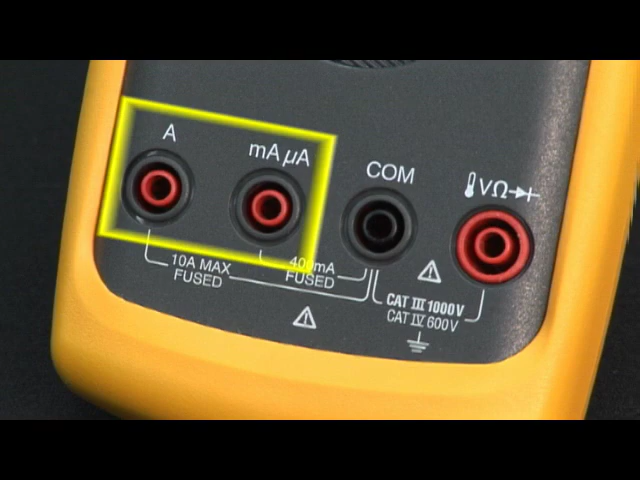 A
mA µA
COM
VΩ
10A MAX
FUSED
400mA
FUSED
CAT III 1000V
CAT IV 600V